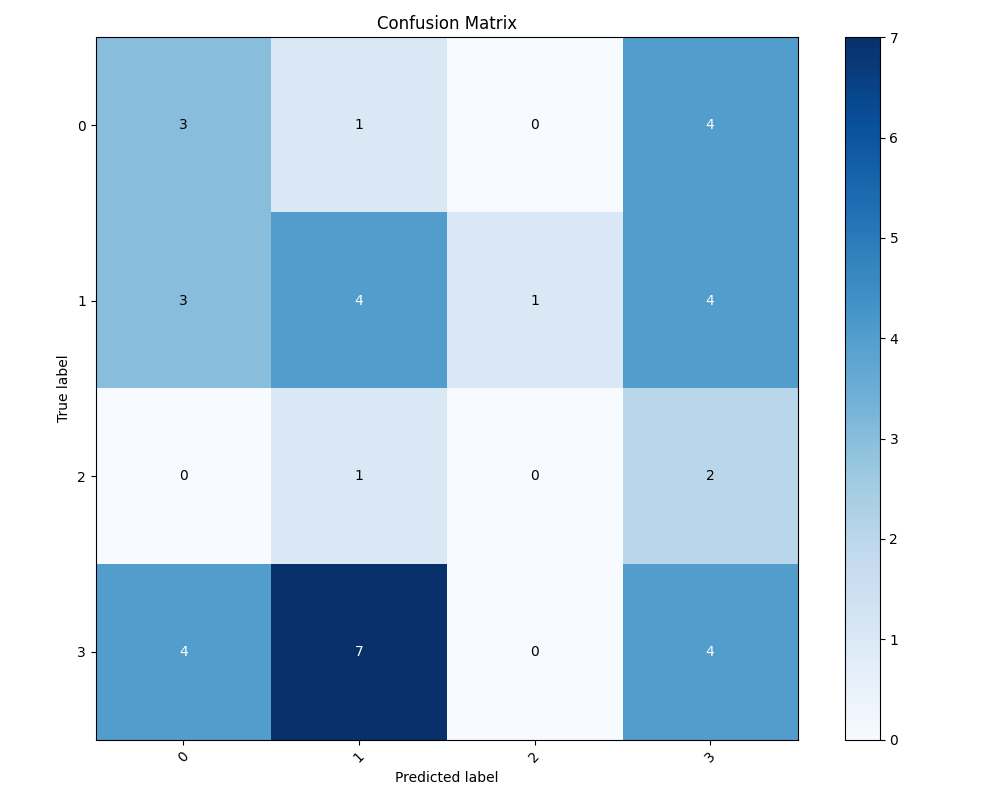 Confusion Matrix
0 3 1 0 4
1 3 4 1 4
2 0 1 0 2
3 4 7 0 4
0 1 2 3
Predicted label
True label
7
6
5
4
3
2
1
0